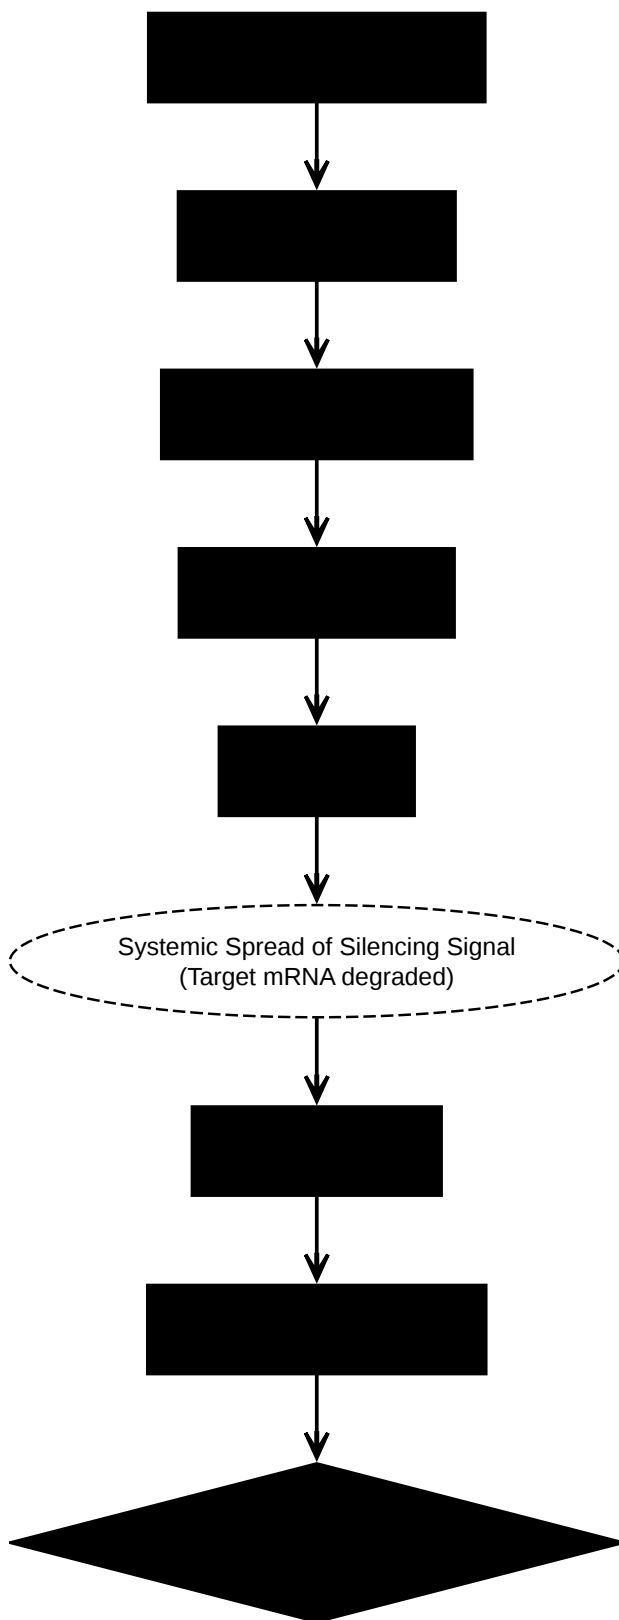 Systemic Spread of Silencing Signal
(Target mRNA degraded)